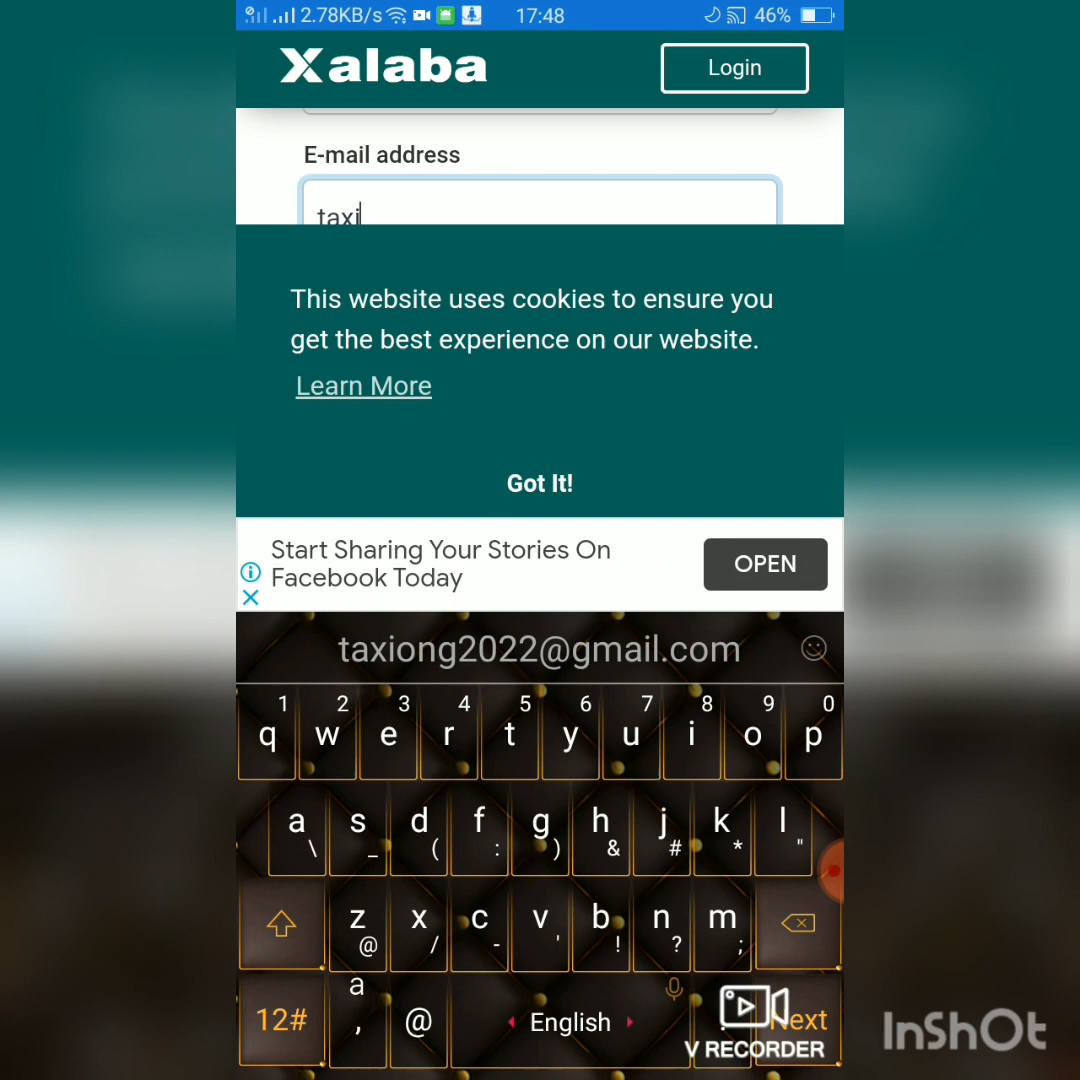 2.78KB/s 17:48 46%
Xalaba Login
E-mail address
taxi
This website uses cookies to ensure you
get the best experience on our website.
Learn More
Got It!
Start Sharing Your Stories On
Facebook Today
OPEN
taxiong2022@gmail.com
1 2 3 4 5 6 7 8 9 0
q w e r t y u i o p
a s d f g h j k l
\ _ ( : ) & # * "
z x c v b n m
@ / - ' ! ? ;
a
12# , @ English Next
V RECORDER
InShOt